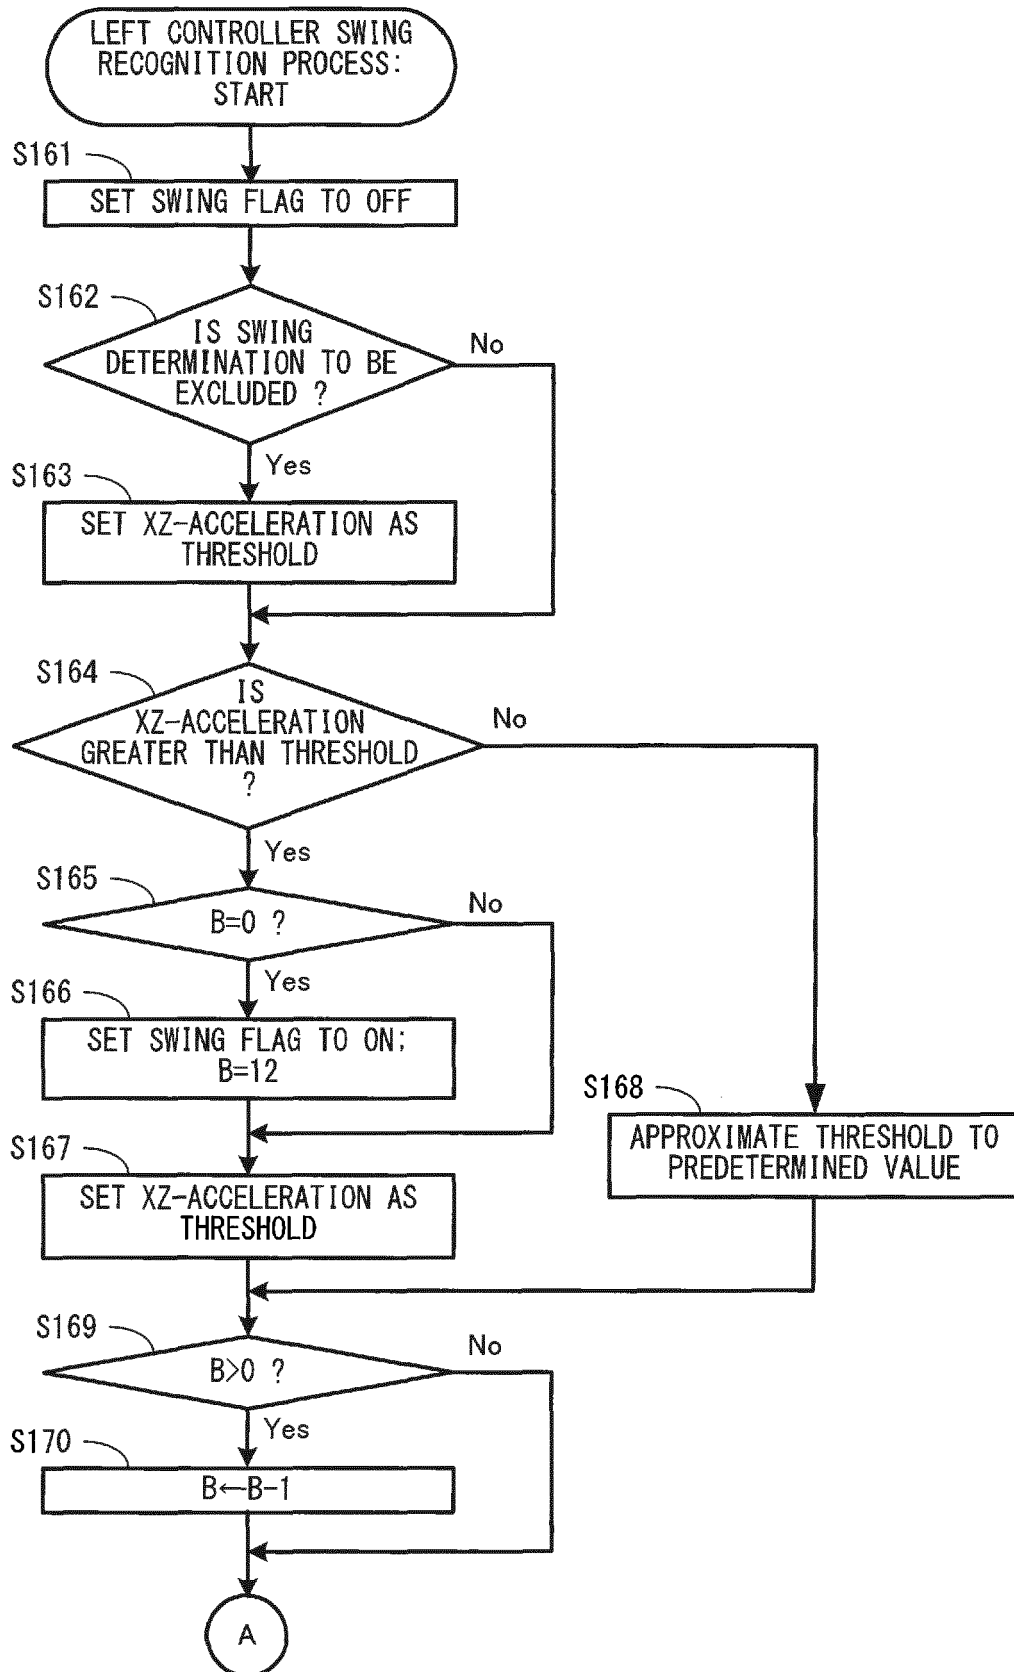 LEFT CONTROLLER SWING
RECOGNITION PROCESS:
START
S161
SET SWING FLAG TO OFF
S162
IS SWING
DETERMINATION TO BE
EXCLUDED ?
No
Yes
S163
SET XZ-ACCELERATION AS
THRESHOLD
S164
IS
XZ-ACCELERATION
GREATER THAN THRESHOLD
?
No
Yes
S165
B=0 ?
No
Yes
S166
SET SWING FLAG TO ON;
B=12
S167
SET XZ-ACCELERATION AS
THRESHOLD
S168
APPROXIMATE THRESHOLD TO
PREDETERMINED VALUE
S169
B>0 ?
No
Yes
S170
B←B-1
A